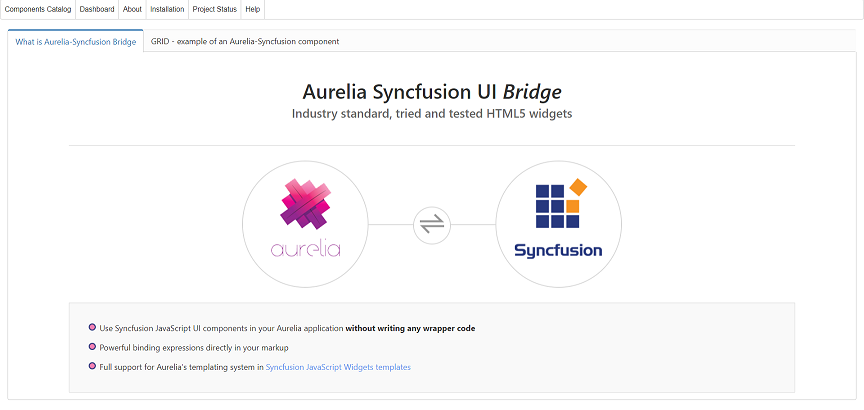 Components Catalog Dashboard About Installation Project Status Help
What is Aurelia-Syncfusion Bridge GRID - example of an Aurelia-Syncfusion component
Aurelia Syncfusion UI Bridge
Industry standard, tried and tested HTML5 widgets
aurelia
Syncfusion
Use Syncfusion JavaScript UI components in your Aurelia application without writing any wrapper code
Powerful binding expressions directly in your markup
Full support for Aurelia's templating system in Syncfusion JavaScript Widgets templates